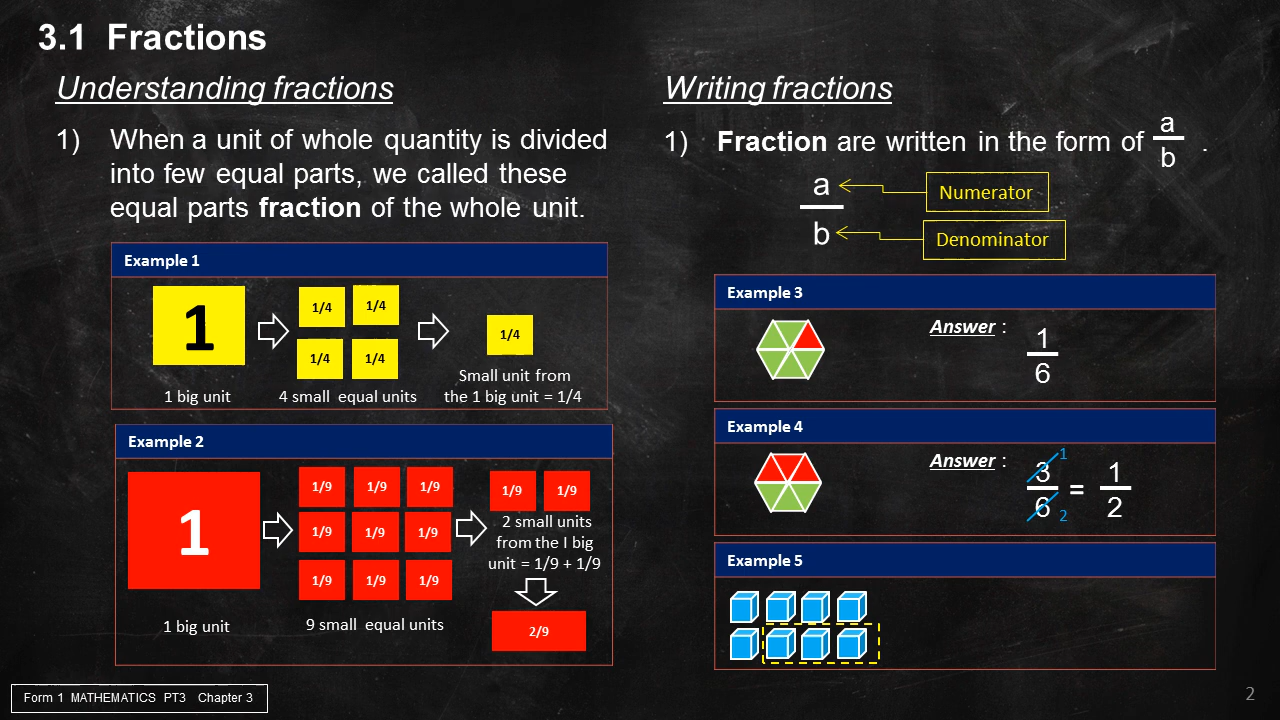 3.1 Fractions
Understanding fractions
1) When a unit of whole quantity is divided
into few equal parts, we called these
equal parts fraction of the whole unit.
Example 1
1
1/4 1/4
1/4 1/4
1/4
1 big unit
4 small equal units
Small unit from
the 1 big unit = 1/4
Example 2
1
1/9 1/9 1/9
1/9 1/9 1/9
1/9 1/9 1/9
1/9 1/9
2 small units
from the I big
unit = 1/9 + 1/9
2/9
1 big unit
9 small equal units
Writing fractions
1) Fraction are written in the form of a/b .
a
b
Numerator
Denominator
Example 3
Answer :
1
6
Example 4
Answer :
3 1
6 2
=
1
2
Example 5
Form 1 MATHEMATICS PT3 Chapter 3
2